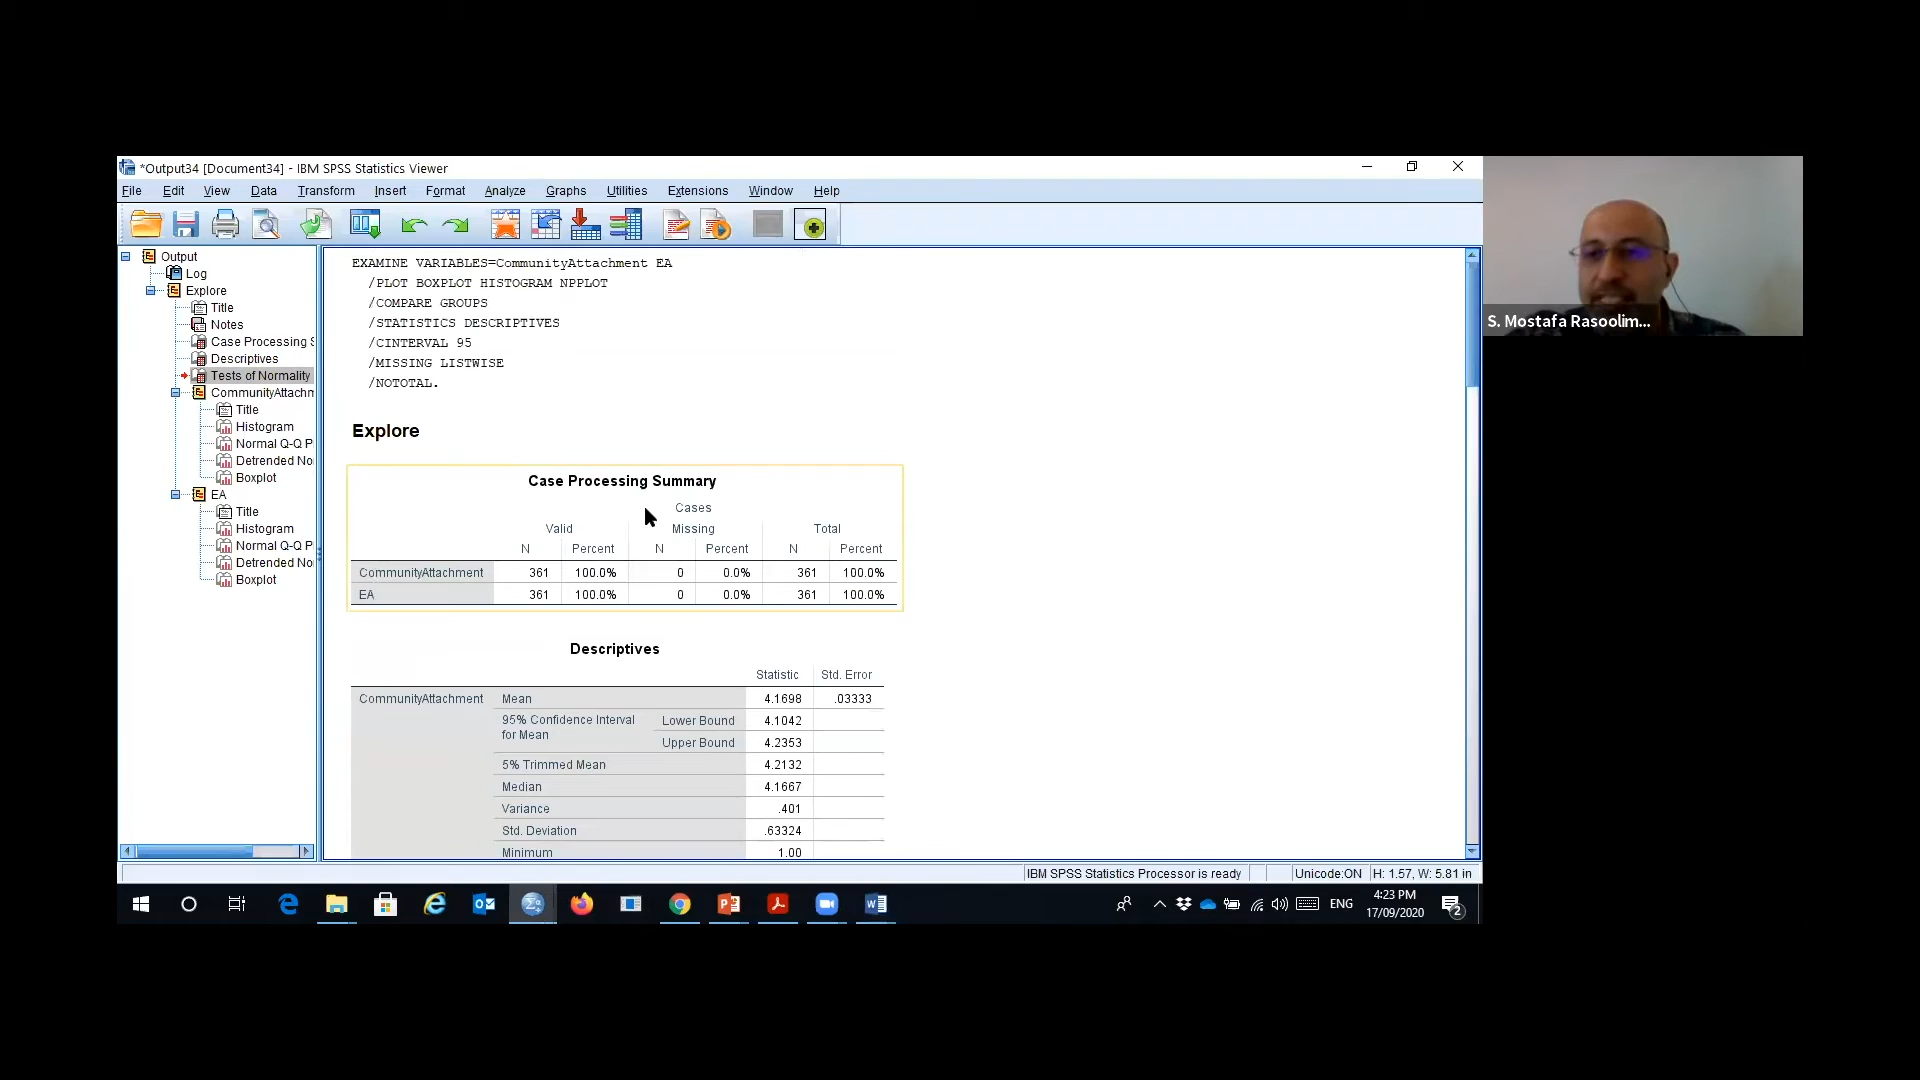 *Output34 [Document34] - IBM SPSS Statistics Viewer
File Edit View Data Transform Insert Format Analyze Graphs Utilities Extensions Window Help
Output
Log
Explore
Title
Notes
Case Processing S
Descriptives
Tests of Normality
CommunityAttachm
Title
Histogram
Normal Q-Q P
Detrended No
Boxplot
EA
Title
Histogram
Normal Q-Q P
Detrended No
Boxplot
EXAMINE VARIABLES=CommunityAttachment EA
/PLOT BOXPLOT HISTOGRAM NPPLOT
/COMPARE GROUPS
/STATISTICS DESCRIPTIVES
/CINTERVAL 95
/MISSING LISTWISE
/NOTOTAL.
Explore
Case Processing Summary
Cases
Valid Missing Total
N Percent N Percent N Percent
CommunityAttachment 361 100.0% 0 0.0% 361 100.0%
EA 361 100.0% 0 0.0% 361 100.0%
Descriptives
Statistic Std. Error
CommunityAttachment Mean 4.1698 .03333
95% Confidence Interval for Mean Lower Bound 4.1042
Upper Bound 4.2353
5% Trimmed Mean 4.2132
Median 4.1667
Variance .401
Std. Deviation .63324
Minimum 1.00
S. Mostafa Rasoolim...
IBM SPSS Statistics Processor is ready Unicode:ON H: 1.57, W: 5.81 in
ENG 4:23 PM
17/09/2020
2